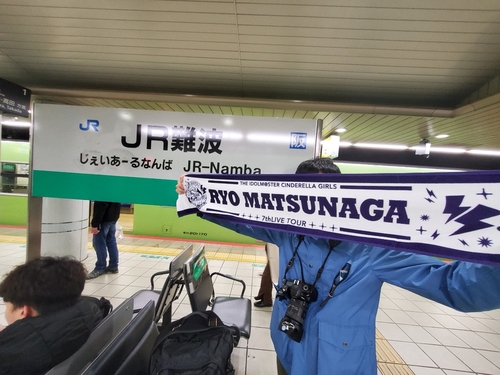 JR
JR難波
阪
じぇいあーるなんば
JR-Namba
THE IDOLM@STER CINDERELLA GIRLS
RYO MATSUNAGA
7thLIVE TOUR